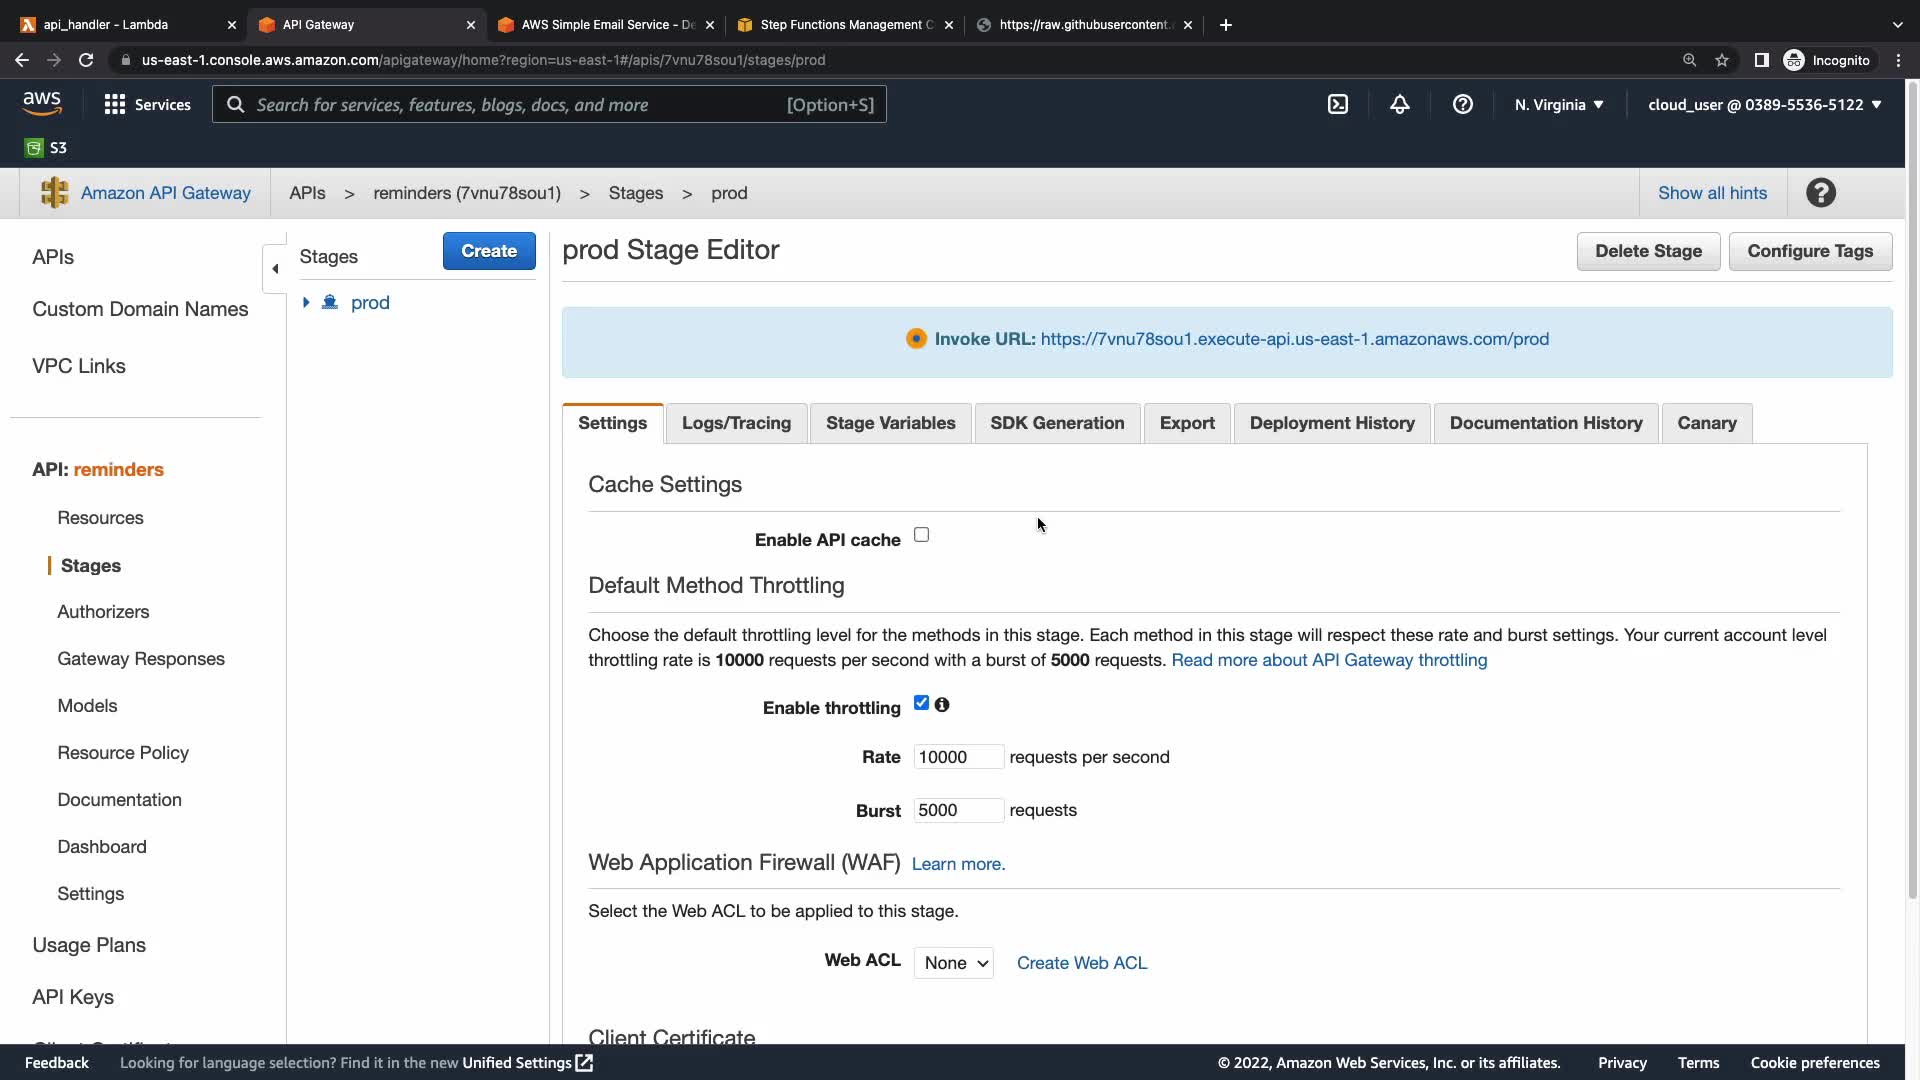 api_handler - Lambda
API Gateway
AWS Simple Email Service - De
Step Functions Management C
https://raw.githubusercontent.
us-east-1.console.aws.amazon.com/apigateway/home?region=us-east-1#/apis/7vnu78sou1/stages/prod
Incognito
aws
Services
Search for services, features, blogs, docs, and more
[Option+S]
N. Virginia
cloud_user @ 0389-5536-5122
S3
Amazon API Gateway
APIs > reminders (7vnu78sou1) > Stages > prod
Show all hints
APIs
Custom Domain Names
VPC Links
API: reminders
Resources
Stages
Authorizers
Gateway Responses
Models
Resource Policy
Documentation
Dashboard
Settings
Usage Plans
API Keys
Stages
Create
prod
prod Stage Editor
Delete Stage
Configure Tags
Invoke URL: https://7vnu78sou1.execute-api.us-east-1.amazonaws.com/prod
Settings
Logs/Tracing
Stage Variables
SDK Generation
Export
Deployment History
Documentation History
Canary
Cache Settings
Enable API cache
Default Method Throttling
Choose the default throttling level for the methods in this stage. Each method in this stage will respect these rate and burst settings. Your current account level
throttling rate is 10000 requests per second with a burst of 5000 requests. Read more about API Gateway throttling
Enable throttling
Rate 10000 requests per second
Burst 5000 requests
Web Application Firewall (WAF) Learn more.
Select the Web ACL to be applied to this stage.
Web ACL None Create Web ACL
Client Certificate
Feedback
Looking for language selection? Find it in the new Unified Settings
© 2022, Amazon Web Services, Inc. or its affiliates.
Privacy
Terms
Cookie preferences